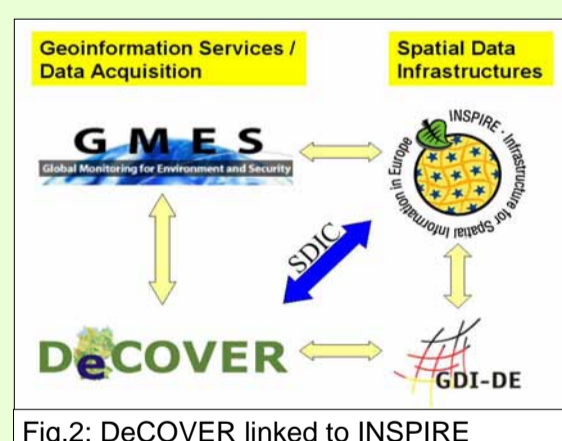 Geoinformation Services /
Data Acquisition
Spatial Data
Infrastructures
G M E S
Global Monitoring for Environment and Security
INSPIRE - Infrastructure for Spatial Information in Europe
SDIC
DeCOVER
GDI-DE
Fig.2: DeCOVER linked to INSPIRE